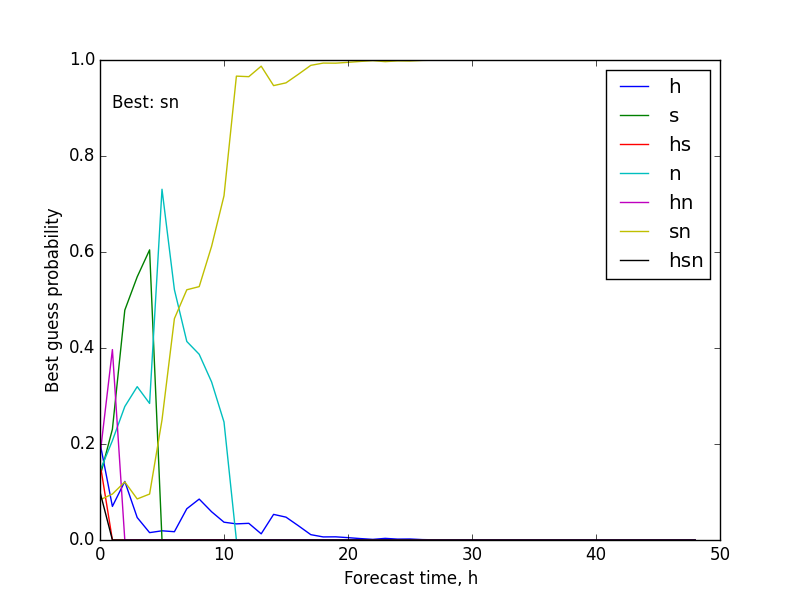 1.0
0.8
0.6
0.4
0.2
0.0
Best guess probability
Best: sn
h
s
hs
n
hn
sn
hsn
0 10 20 30 40 50
Forecast time, h